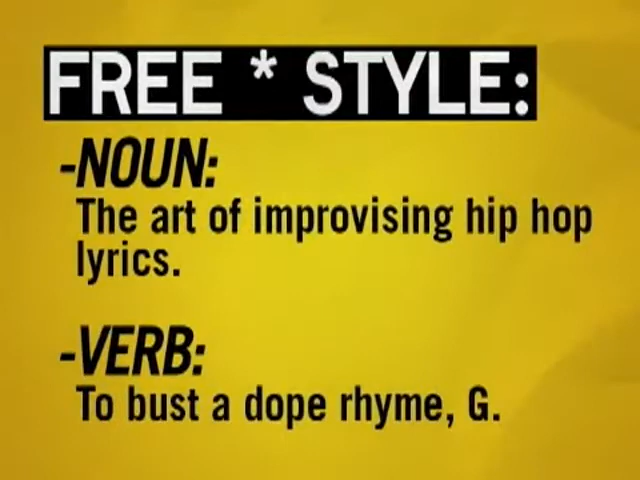 FREE * STYLE:
-NOUN:
The art of improvising hip hop
lyrics.
-VERB:
To bust a dope rhyme, G.